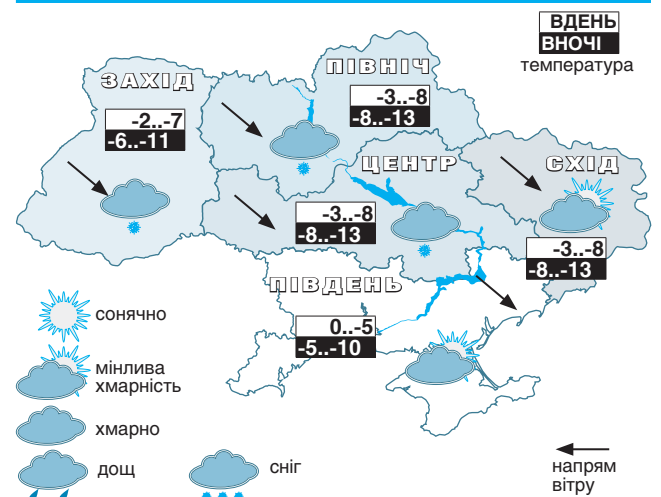 ВДЕНЬ
ВНОЧІ
температура
ЗАХІД
-2..-7
-6..-11
ПІВНІЧ
-3..-8
-8..-13
ЦЕНТР
-3..-8
-8..-13
СХІД
-3..-8
-8..-13
ПІВДЕНЬ
0..-5
-5..-10
сонячно
мінлива
хмарність
хмарно
дощ
сніг
напрям
вітру